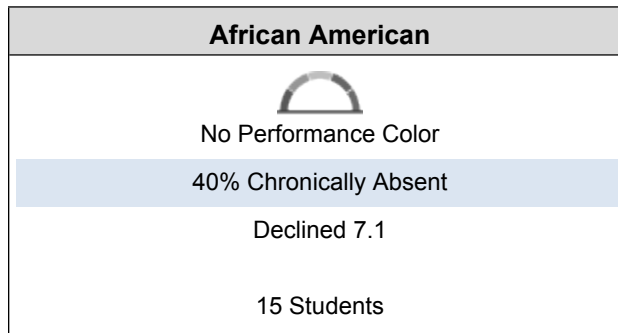 African American
No Performance Color
40% Chronically Absent
Declined 7.1
15 Students